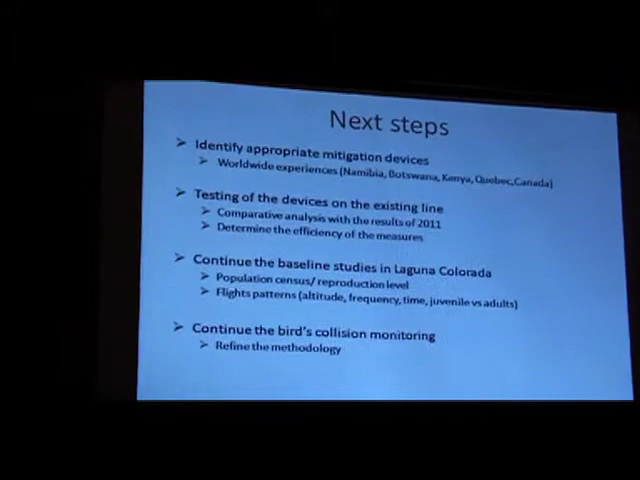 Next steps
Identify appropriate mitigation devices
Worldwide experiences (Namibia, Botswana, Kenya, Quebec,Canada)
Testing of the devices on the existing line
Comparative analysis with the results of 2011
Determine the efficiency of the measures
Continue the baseline studies in Laguna Colorada
Population census/ reproduction level
Flights patterns (altitude, frequency, time, juvenile vs adults)
Continue the bird's collision monitoring
Refine the methodology